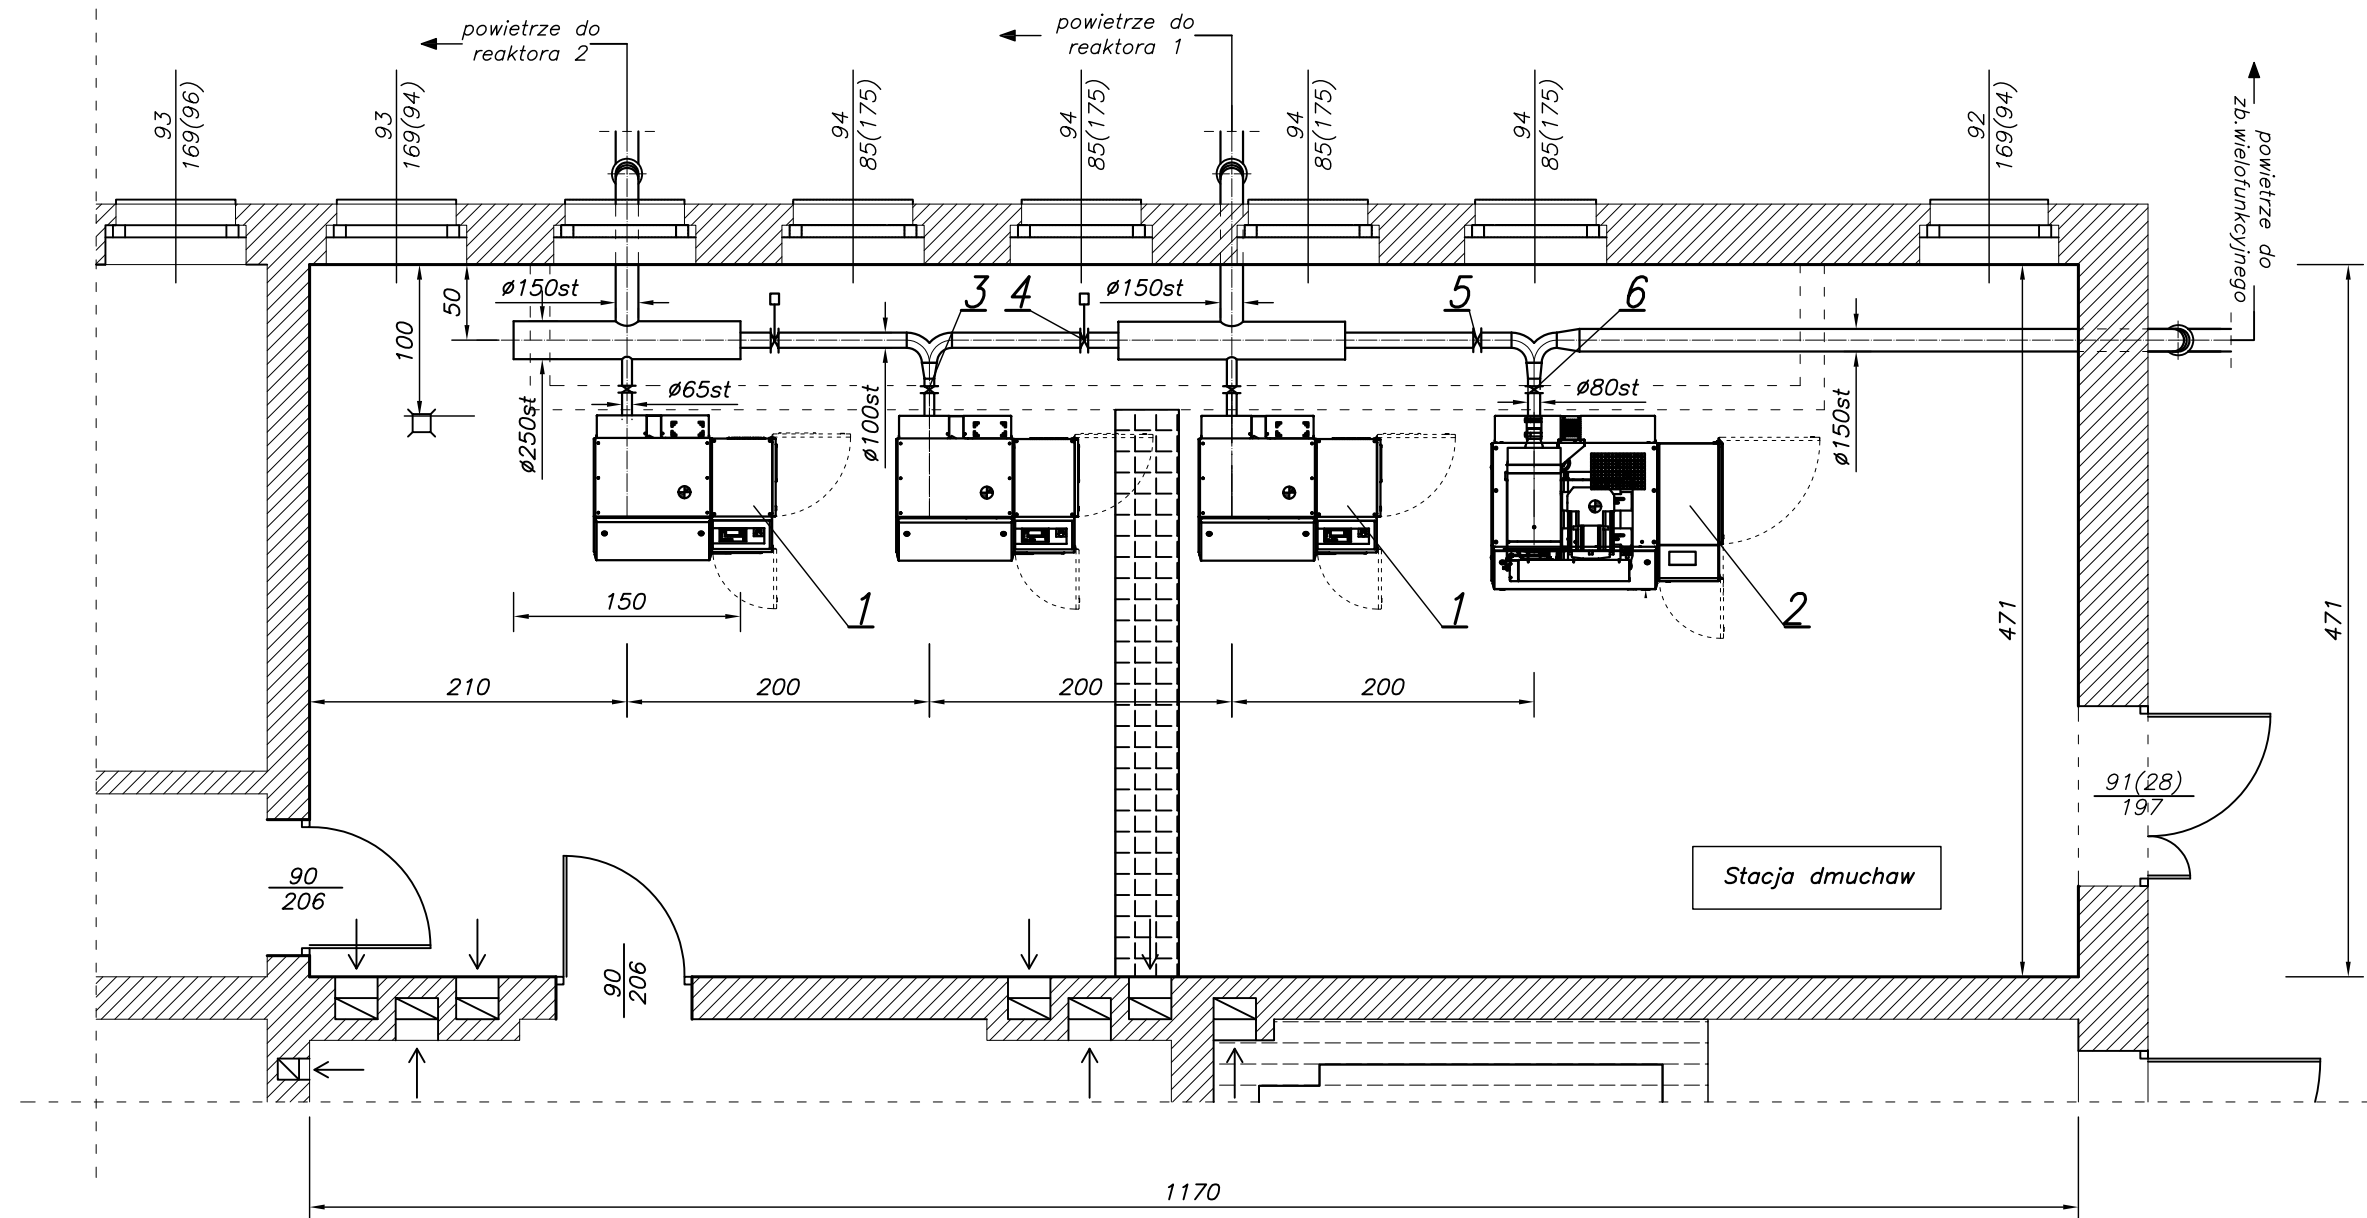 powietrze do
reaktora 2
powietrze do
reaktora 1
powietrze do
zb.wielofunkcyjnego
93
169(96)
93
169(94)
94
85(175)
94
85(175)
94
85(175)
94
85(175)
92
169(94)
50
100
ø150st
3
4
ø150st
5
6
ø250st
ø65st
ø100st
ø80st
ø150st
150
1
1
2
471
471
210
200
200
200
91(28)
197
90
206
90
206
Stacja dmuchaw
1170